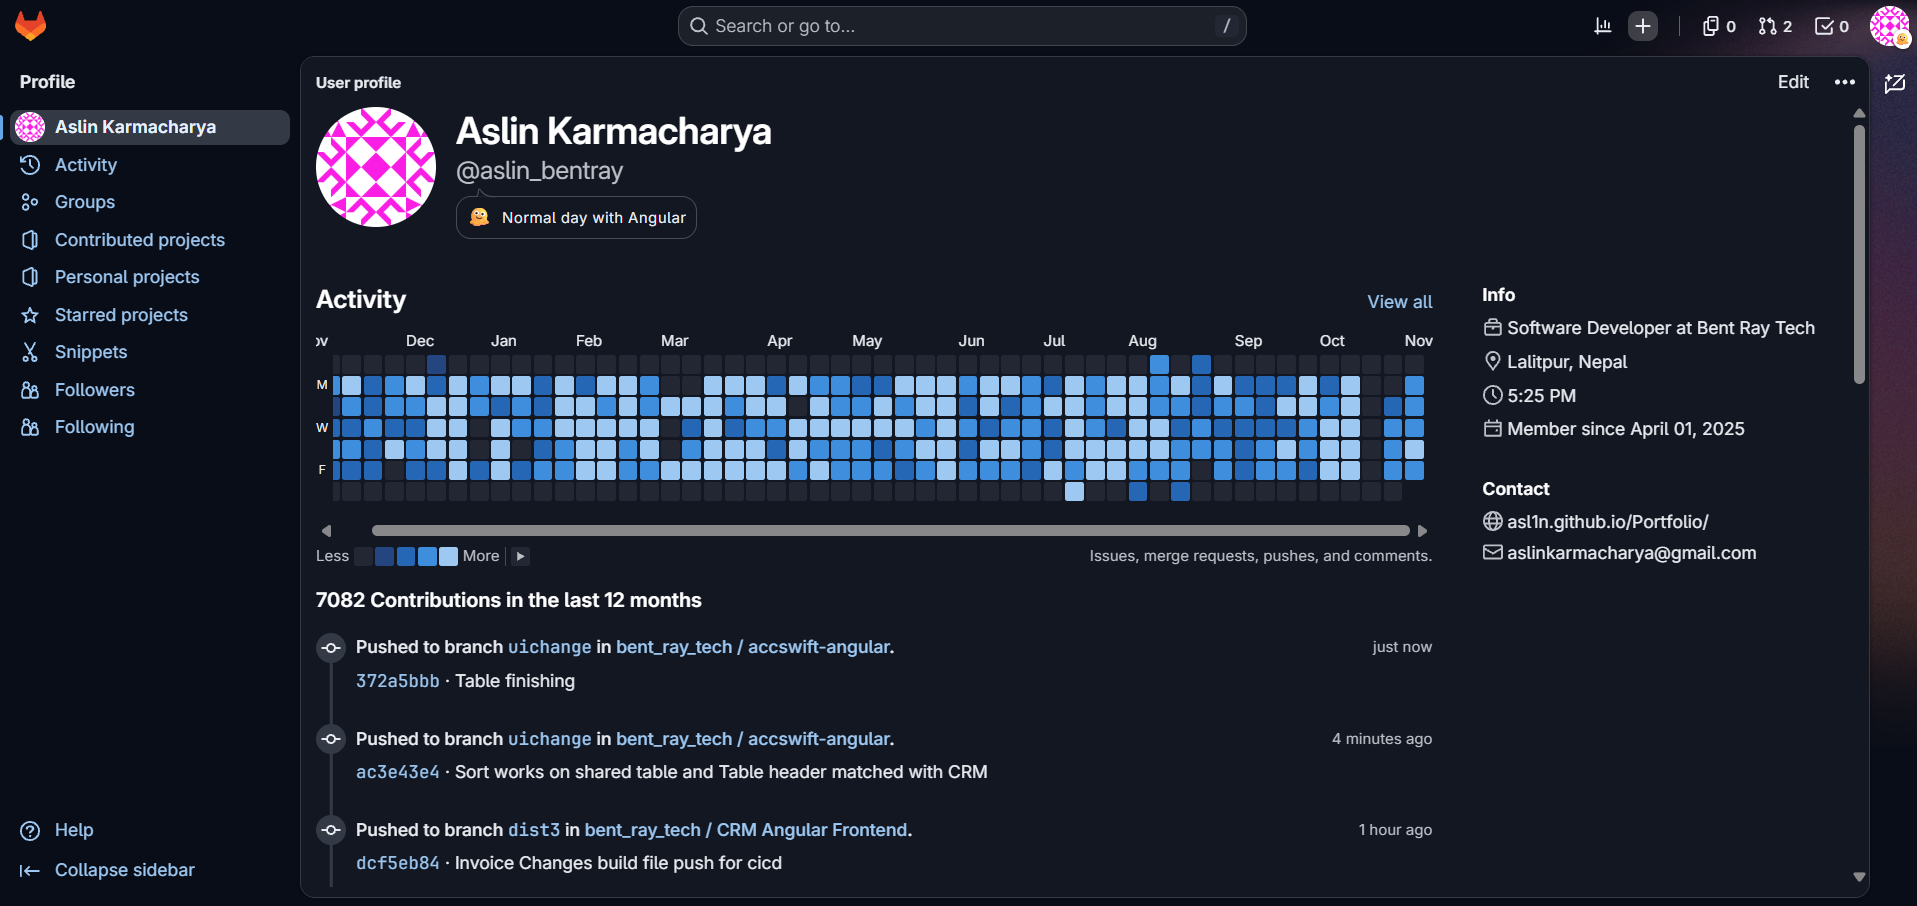 Search or go to...
/
0
2
0
Profile
Aslin Karmacharya
Activity
Groups
Contributed projects
Personal projects
Starred projects
Snippets
Followers
Following
Help
Collapse sidebar
User profile
Edit
Aslin Karmacharya
@aslin_bentray
Normal day with Angular
Activity
View all
ov Dec Jan Feb Mar Apr May Jun Jul Aug Sep Oct Nov
M
W
F
Less More
Issues, merge requests, pushes, and comments.
7082 Contributions in the last 12 months
Pushed to branch uichange in bent_ray_tech / accswift-angular.
just now
372a5bbb · Table finishing
Pushed to branch uichange in bent_ray_tech / accswift-angular.
4 minutes ago
ac3e43e4 · Sort works on shared table and Table header matched with CRM
Pushed to branch dist3 in bent_ray_tech / CRM Angular Frontend.
1 hour ago
dcf5eb84 · Invoice Changes build file push for cicd
Info
Software Developer at Bent Ray Tech
Lalitpur, Nepal
5:25 PM
Member since April 01, 2025
Contact
asl1n.github.io/Portfolio/
aslinkarmacharya@gmail.com